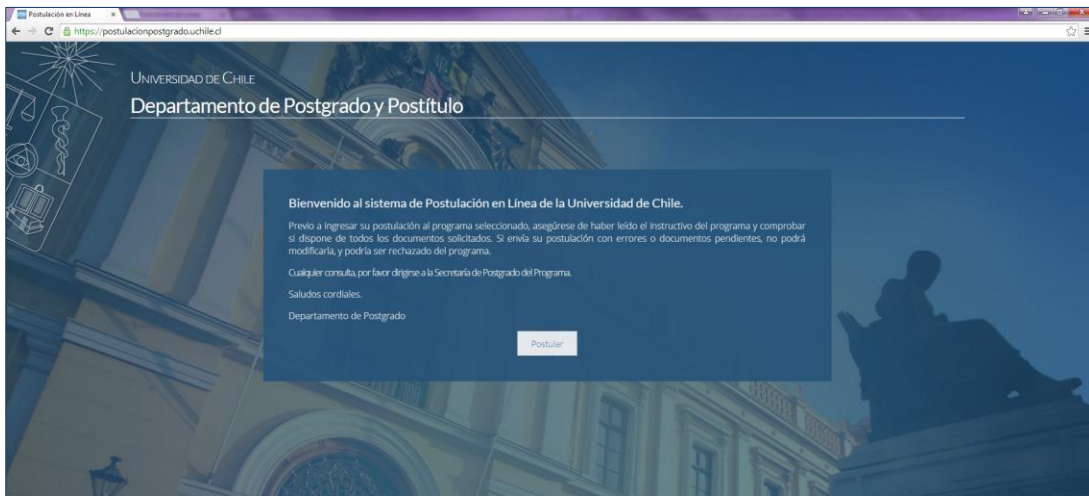 Postulación en Línea
https://postulacionpostgrado.uchile.cl
UNIVERSIDAD DE CHILE
Departamento de Postgrado y Postítulo
Bienvenido al sistema de Postulación en Línea de la Universidad de Chile.
Previo a ingresar su postulación al programa seleccionado, asegúrese de haber leído el instructivo del programa y comprobar
si dispone de todos los documentos solicitados. Si envía su postulación con errores o documentos pendientes, no podrá
modificarla, y podría ser rechazado del programa.
Cualquier consulta, por favor dirigirse a la Secretaría de Postgrado del Programa.
Saludos cordiales.
Departamento de Postgrado
Postular